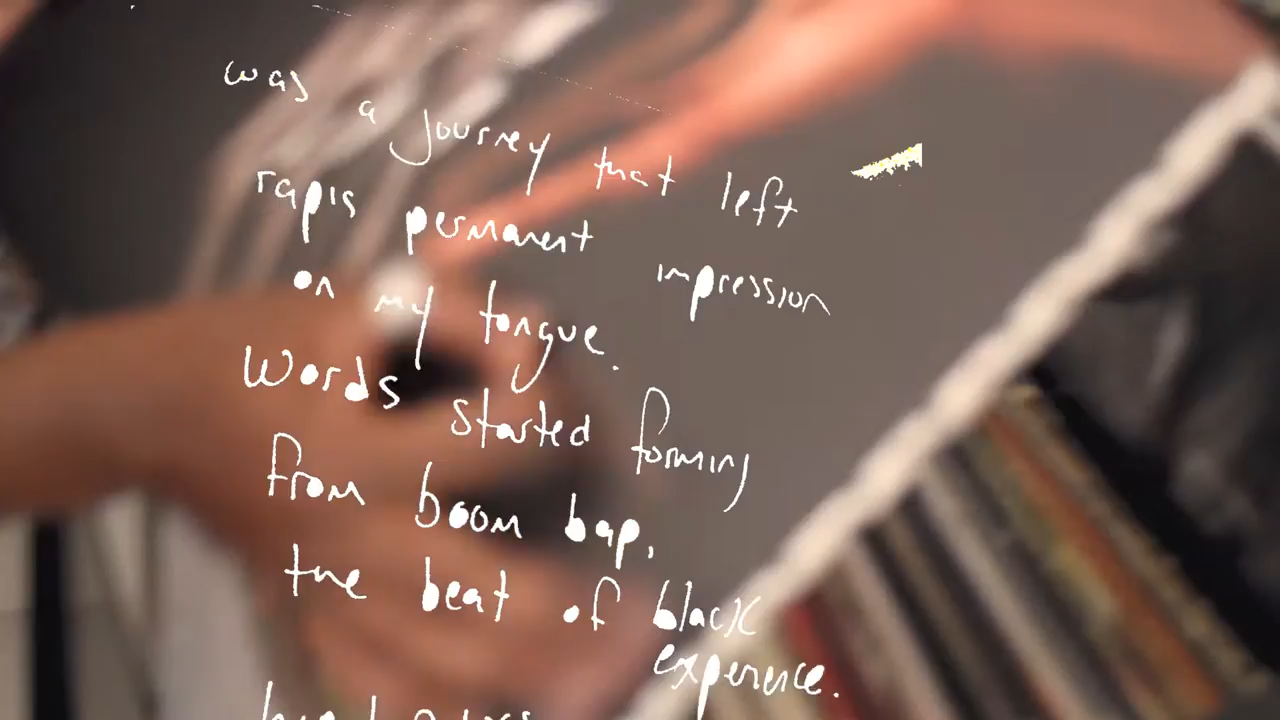 was a journey that left
rap's permanent impression
on my tongue.
Words started forming
from boom bap,
the beat of black
experience.